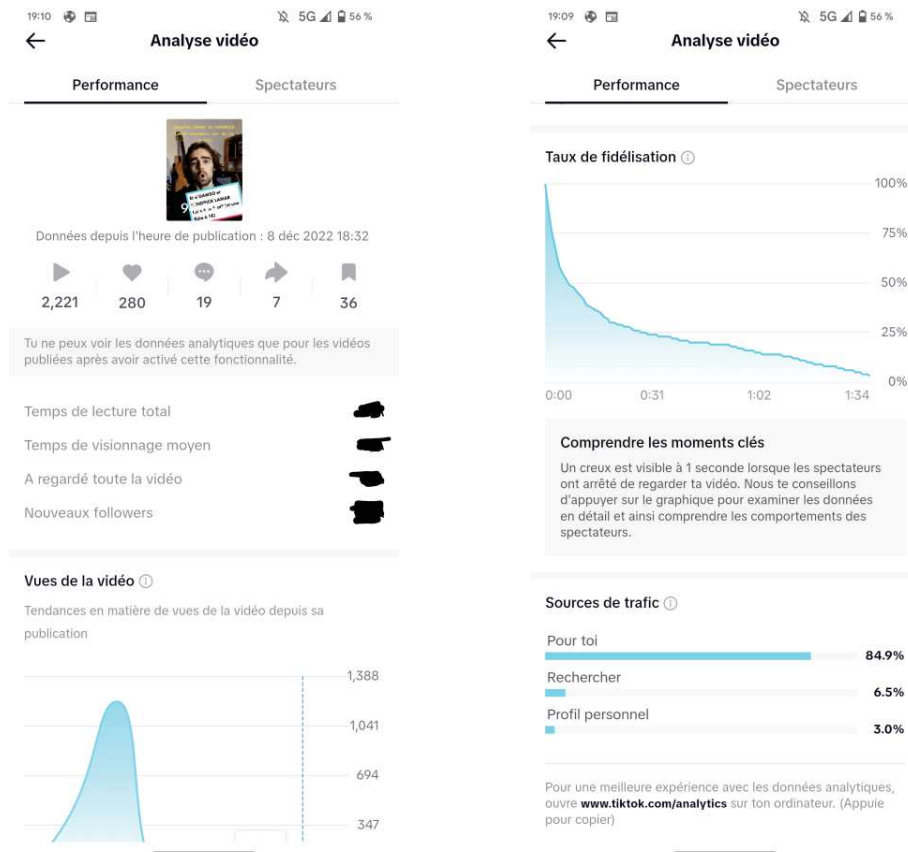 19:10 5G 56 %
Analyse vidéo
Performance Spectateurs
Données depuis l'heure de publication : 8 déc 2022 18:32
2,221 280 19 7 36
Tu ne peux voir les données analytiques que pour les vidéos
publiées après avoir activé cette fonctionnalité.
Temps de lecture total
Temps de visionnage moyen
A regardé toute la vidéo
Nouveaux followers
Vues de la vidéo
Tendances en matière de vues de la vidéo depuis sa
publication
1,388
1,041
694
347
19:09 5G 56 %
Analyse vidéo
Performance Spectateurs
Taux de fidélisation
100%
75%
50%
25%
0%
0:00 0:31 1:02 1:34
Comprendre les moments clés
Un creux est visible à 1 seconde lorsque les spectateurs
ont arrêté de regarder ta vidéo. Nous te conseillons
d'appuyer sur le graphique pour examiner les données
en détail et ainsi comprendre les comportements des
spectateurs.
Sources de trafic
Pour toi
84.9%
Rechercher
6.5%
Profil personnel
3.0%
Pour une meilleure expérience avec les données analytiques,
ouvre www.tiktok.com/analytics sur ton ordinateur. (Appuie
pour copier)